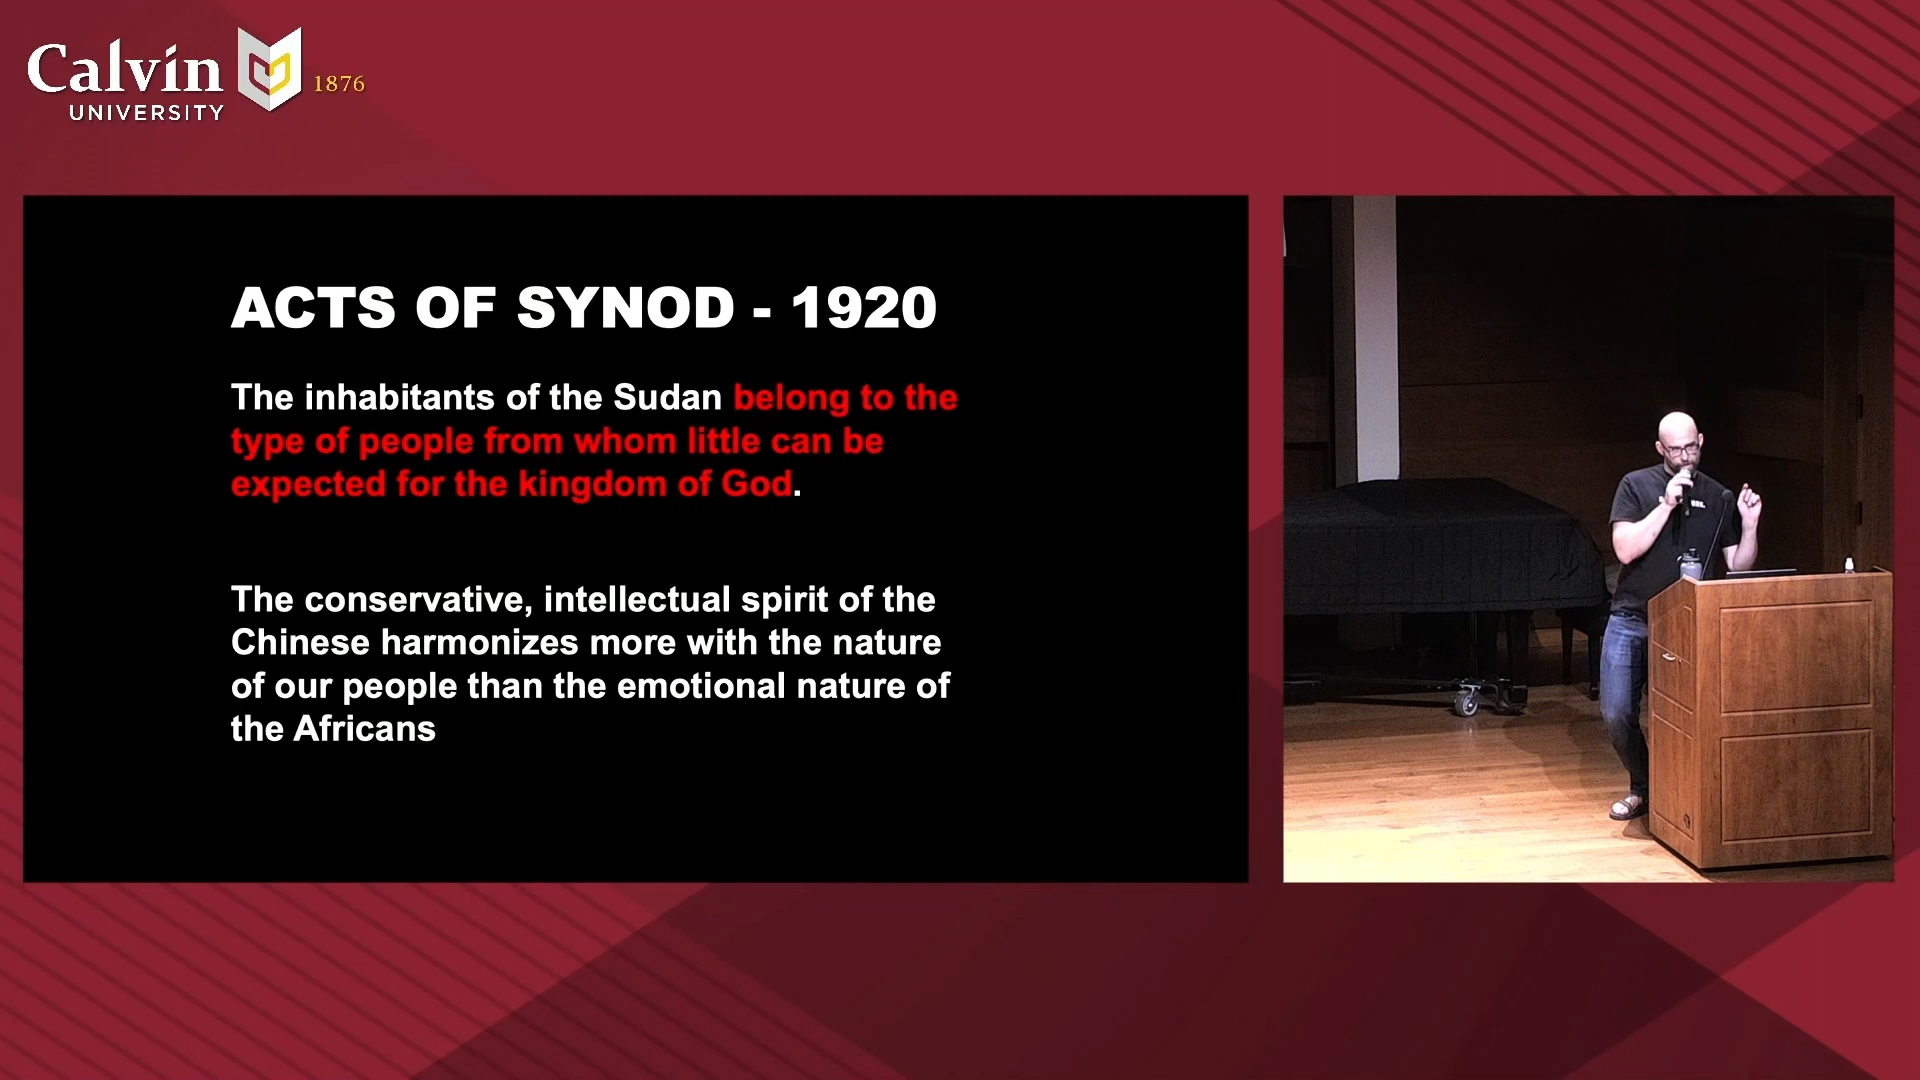 Calvin
UNIVERSITY
1876
ACTS OF SYNOD - 1920
The inhabitants of the Sudan belong to the
type of people from whom little can be
expected for the kingdom of God.
The conservative, intellectual spirit of the
Chinese harmonizes more with the nature
of our people than the emotional nature of
the Africans